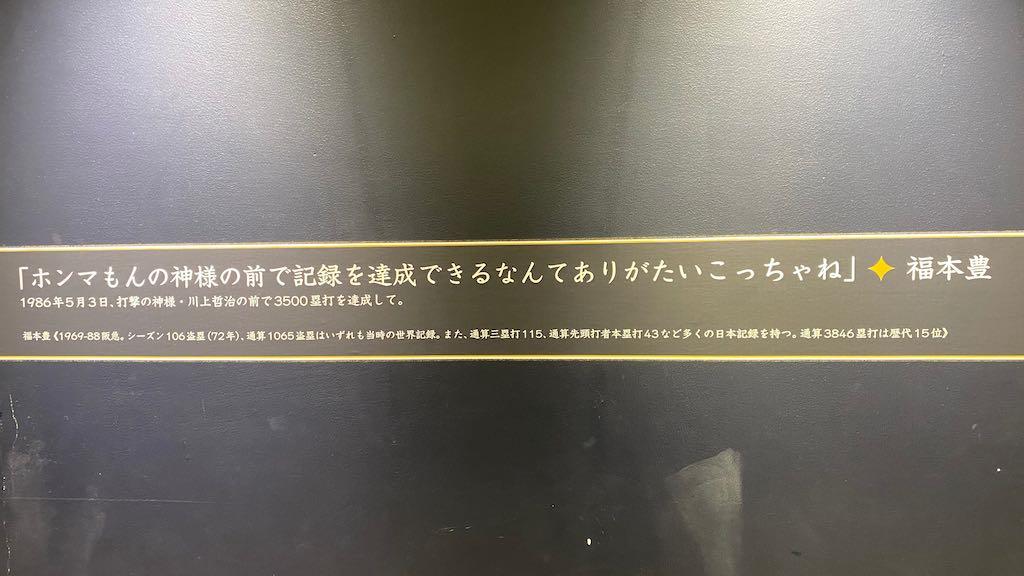 「ホンマもんの神様の前で記録を達成できるなんてありがたいこっちゃね」✦ 福本豊
1986年5月3日、打撃の神様・川上哲治の前で3500塁打を達成して。
福本豊《1969-88阪急。シーズン106盗塁(72年)、通算1065盗塁はいずれも当時の世界記録。また、通算三塁打115、通算先頭打者本塁打43など多くの日本記録を持つ。通算3846塁打は歴代15位》